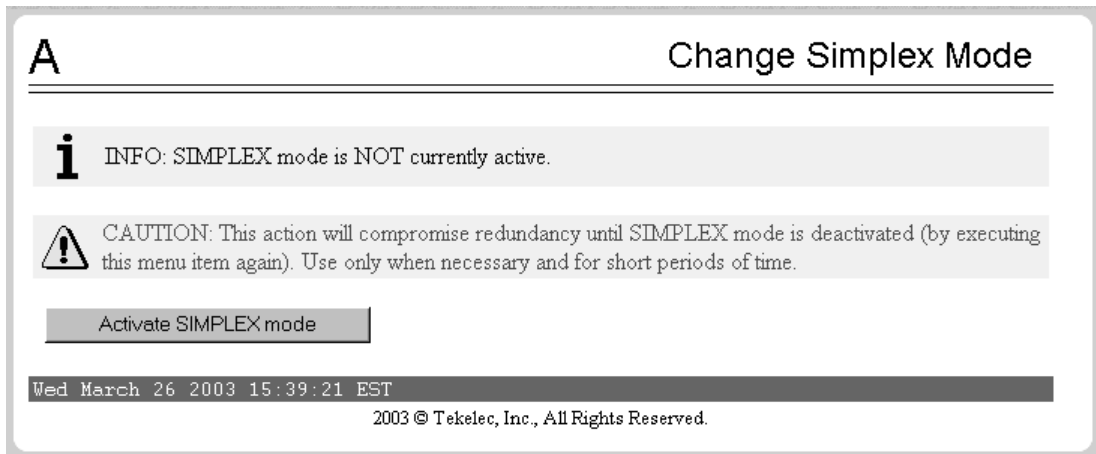 A
Change Simplex Mode
i
INFO: SIMPLEX mode is NOT currently active.
CAUTION: This action will compromise redundancy until SIMPLEX mode is deactivated (by executing
this menu item again). Use only when necessary and for short periods of time.
Activate SIMPLEX mode
Wed March 26 2003 15:39:21 EST
2003 © Tekelec, Inc., All Rights Reserved.